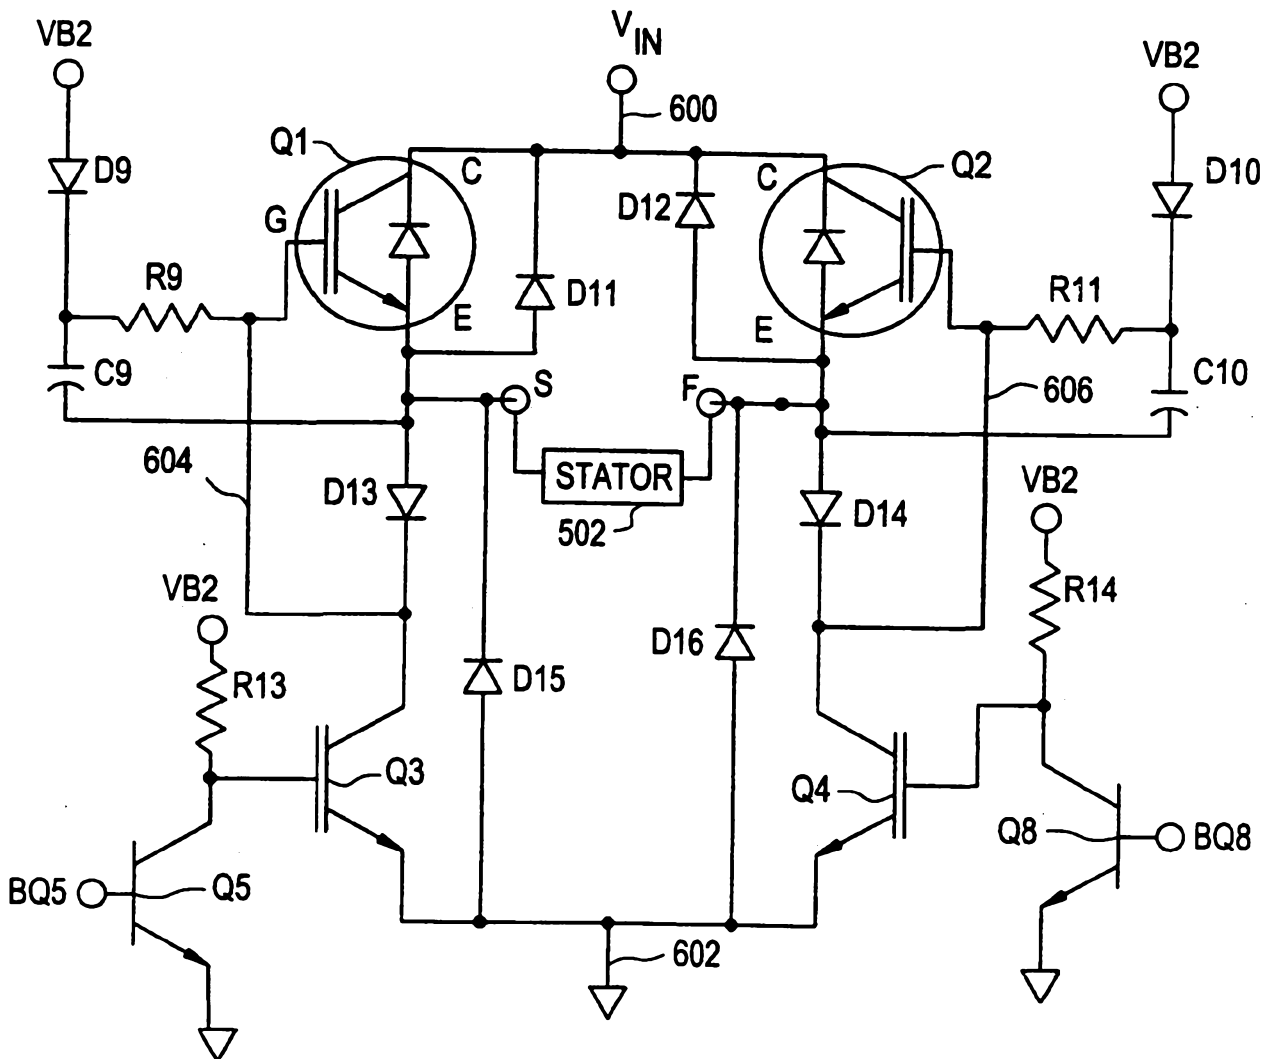 VB2
V IN
VB2
600
Q1
C
Q2
D9
D12
C
D10
G
R9
D11
R11
E
E
C9
S
F
606
C10
604
D13
STATOR
D14
VB2
502
VB2
R14
R13
D15
D16
Q3
Q4
Q8
BQ8
BQ5
Q5
602